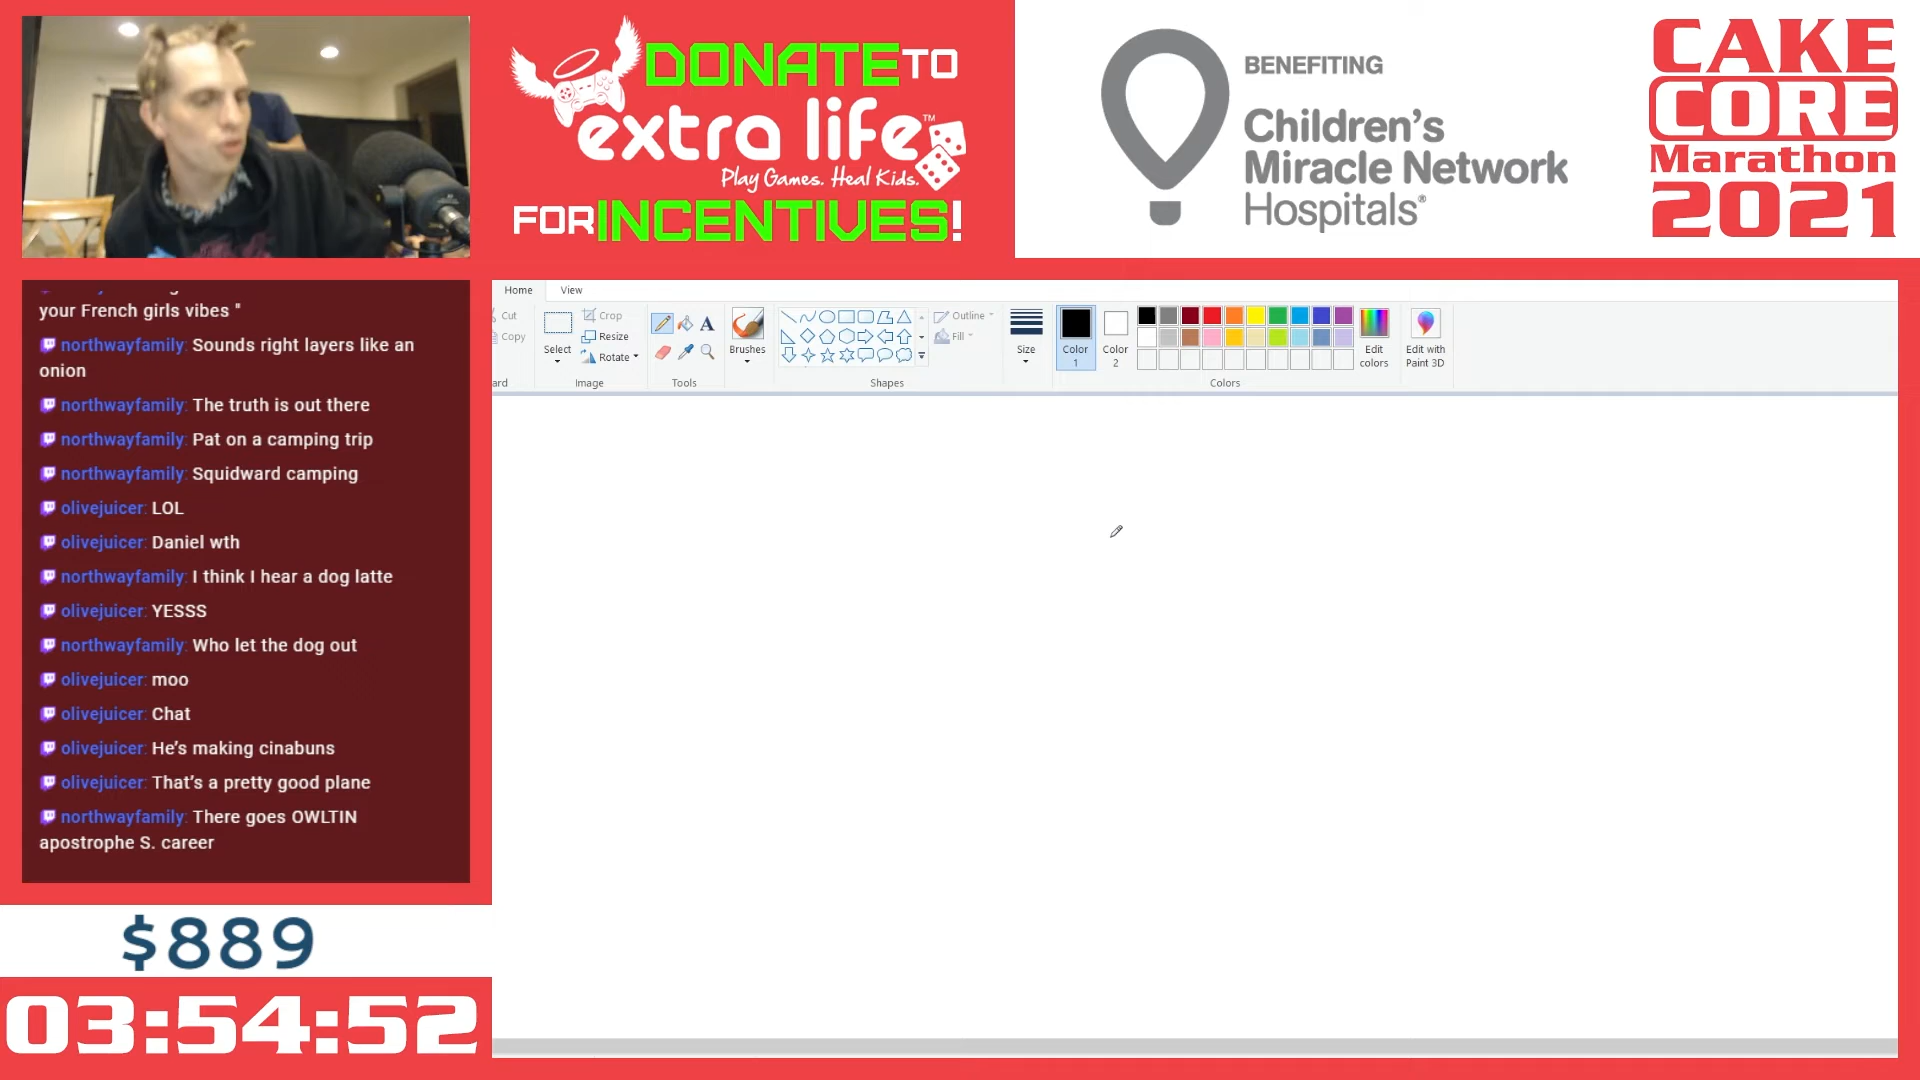 DONATE TO
extra life™
Play Games. Heal Kids.
FOR INCENTIVES!
BENEFITING
Children's
Miracle Network
Hospitals®
CAKE
CORE
Marathon
2021
your French girls vibes "
northwayfamily: Sounds right layers like an
onion
northwayfamily: The truth is out there
northwayfamily: Pat on a camping trip
northwayfamily: Squidward camping
olivejuicer: LOL
olivejuicer: Daniel wth
northwayfamily: I think I hear a dog latte
olivejuicer: YESSS
northwayfamily: Who let the dog out
olivejuicer: moo
olivejuicer: Chat
olivejuicer: He's making cinabuns
olivejuicer: That's a pretty good plane
northwayfamily: There goes OWLTIN
apostrophe S. career
$889
03:54:52
Home View
Cut
Copy
ard
Select
Crop
Resize
Rotate
Image
A
Tools
Brushes
Outline
Fill
Shapes
Size
Color
1
Color
2
Edit
colors
Colors
Edit with
Paint 3D